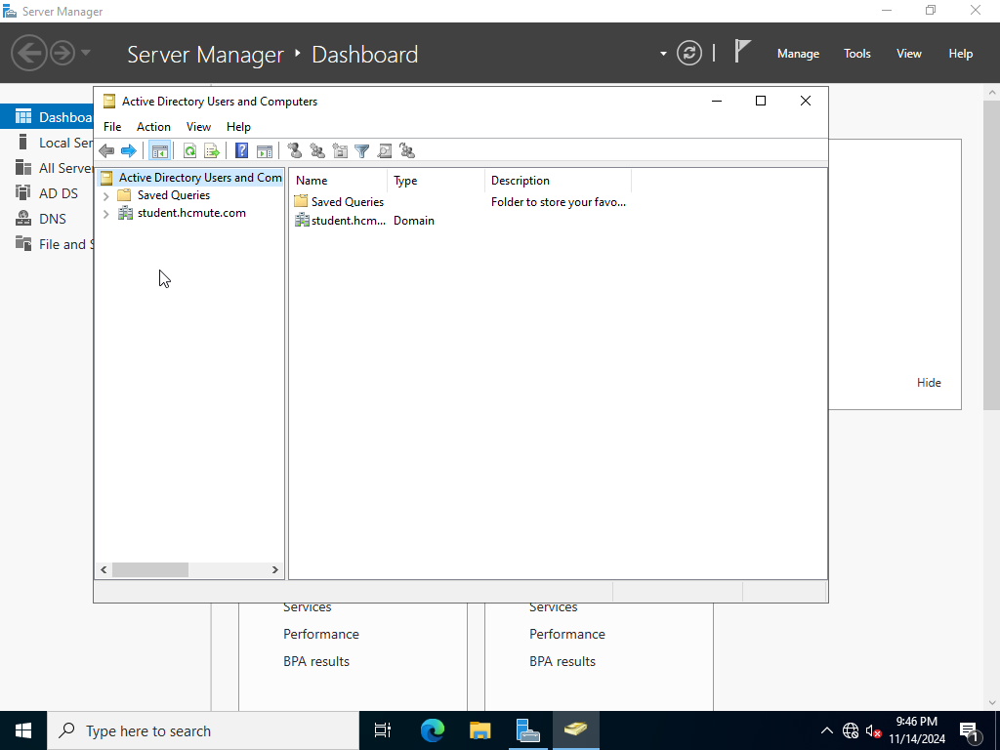 Server Manager
Server Manager ‣ Dashboard
Manage Tools View Help
Active Directory Users and Computers
File Action View Help
Dashboa
Local Ser
All Server
AD DS
DNS
File and S
Active Directory Users and Com
Saved Queries
student.hcmute.com
Name Type Description
Saved Queries Folder to store your favo...
student.hcm... Domain
Hide
Services
Performance
BPA results
Services
Performance
BPA results
Type here to search
9:46 PM
11/14/2024
1